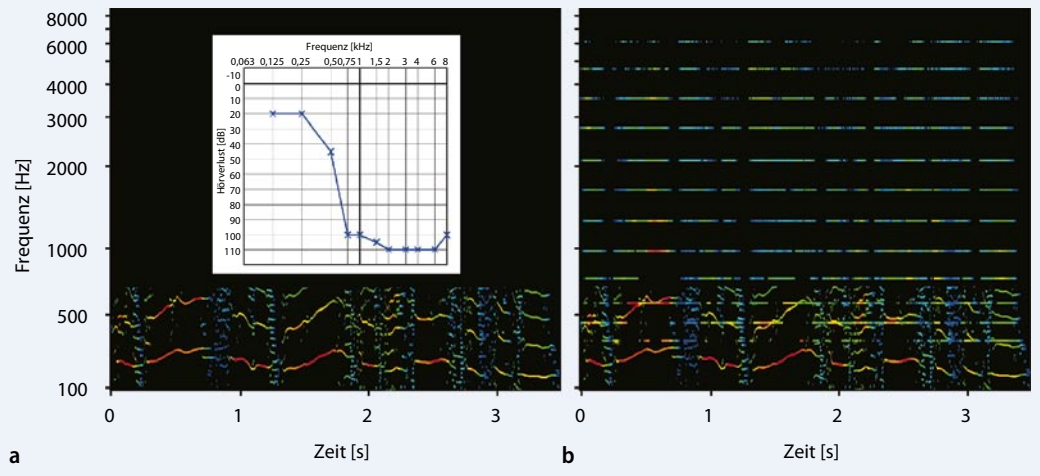 8000
6000
4000
3000
2000
1000
500
100
Frequenz [Hz]
Frequenz [kHz]
0,063 0,125 0,25 0,5 0,75 1 1,5 2 3 4 6 8
-10
0
10
20
30
40
50
60
70
80
90
100
110
Hörverlust [dB]
0 1 2 3
Zeit [s]
a
0 1 2 3
Zeit [s]
b